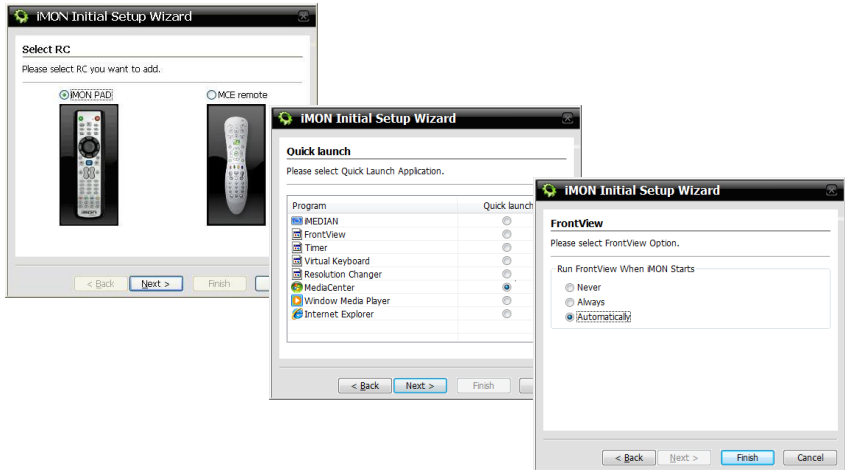 iMON Initial Setup Wizard
Select RC
Please select RC you want to add.
iMON PAD
MCE remote
< Back
Next >
Finish
iMON Initial Setup Wizard
Quick launch
Please select Quick Launch Application.
Program Quick launch
iMEDIAN
FrontView
Timer
Virtual Keyboard
Resolution Changer
MediaCenter
Window Media Player
Internet Explorer
< Back
Next >
Finish
iMON Initial Setup Wizard
FrontView
Please select FrontView Option.
Run FrontView When iMON Starts
Never
Always
Automatically
< Back
Next >
Finish
Cancel